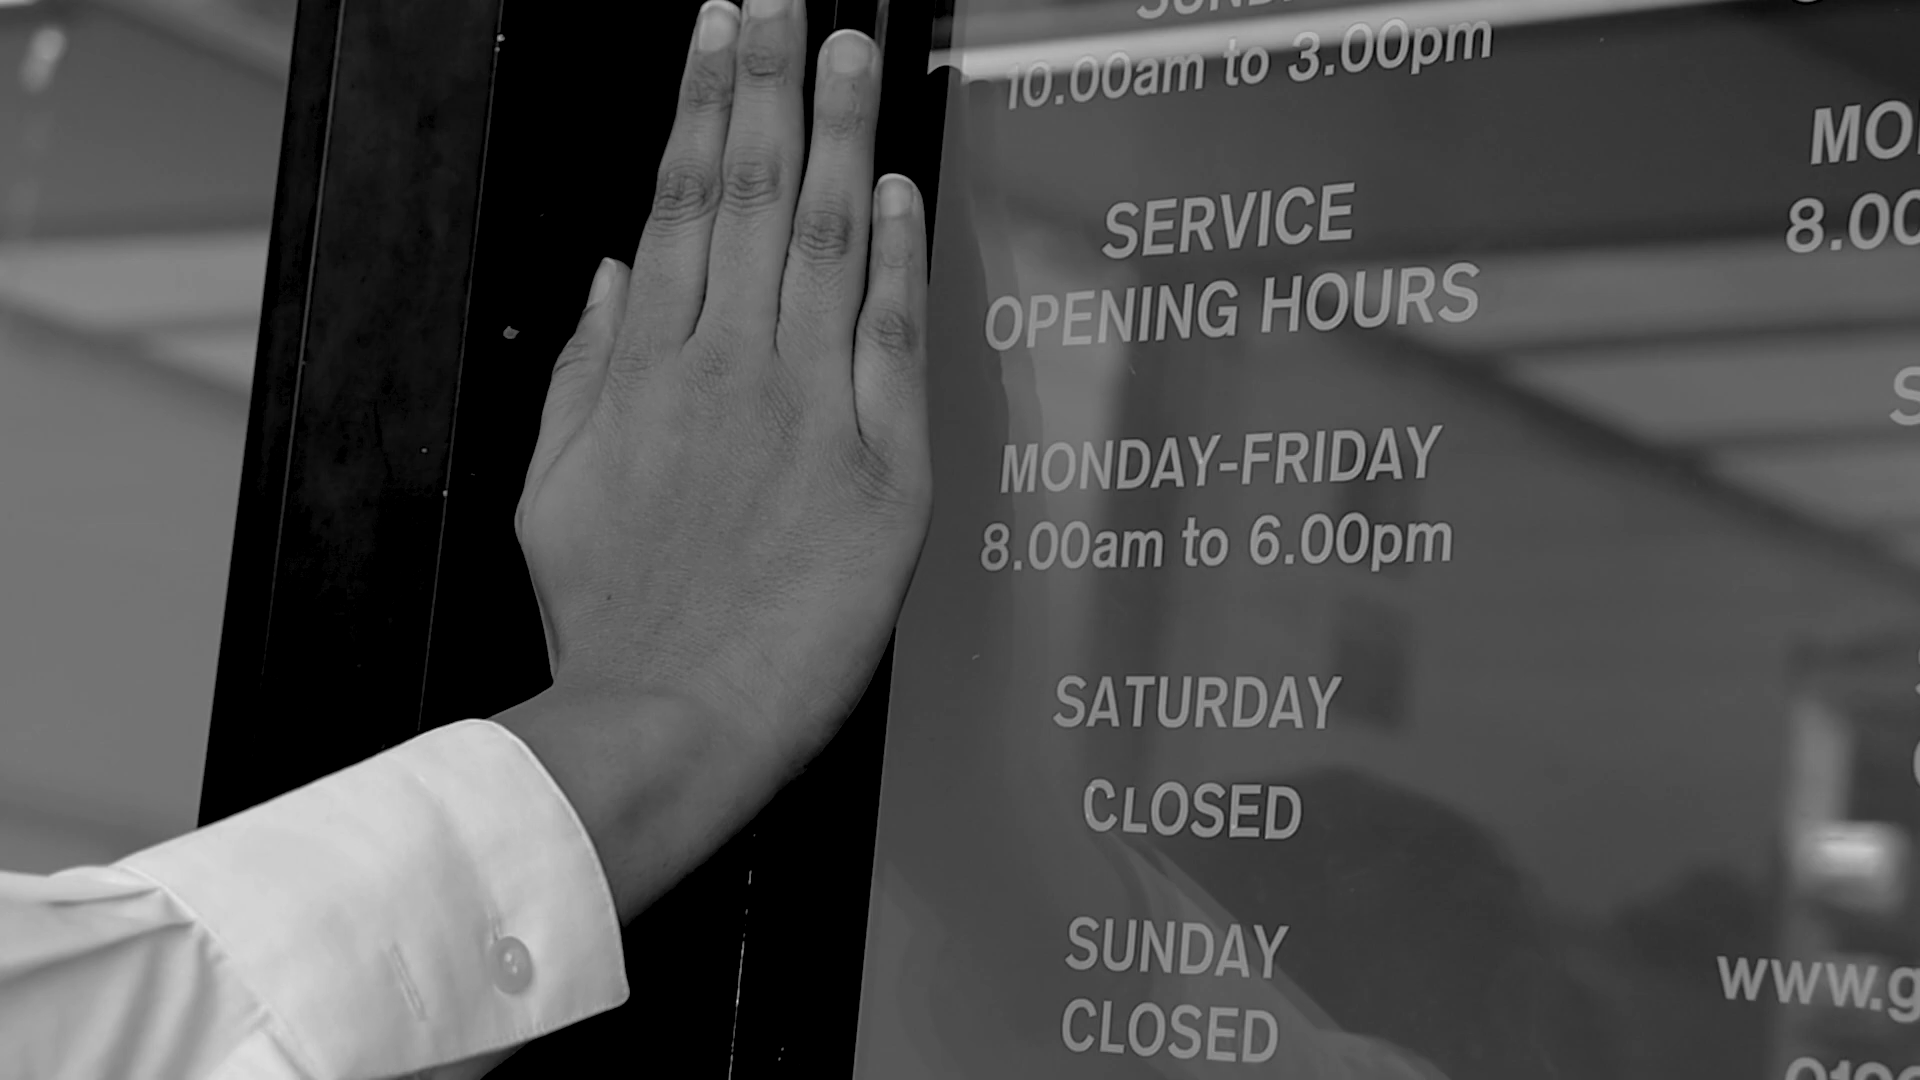 10.00am to 3.00pm
SERVICE
OPENING HOURS
MONDAY-FRIDAY
8.00am to 6.00pm
SATURDAY
CLOSED
SUNDAY
CLOSED